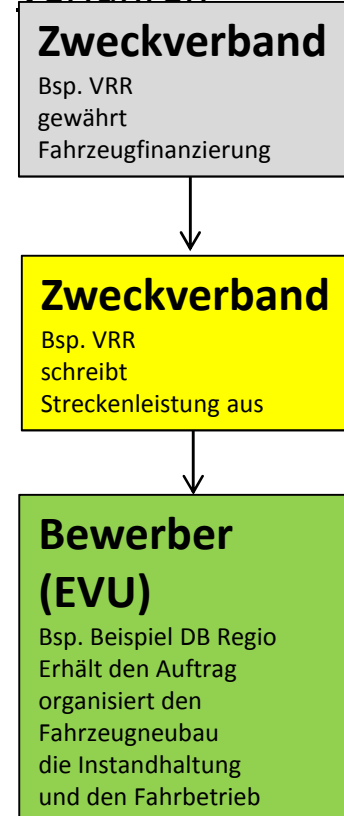 Zweckverband
Bsp. VRR
gewährt
Fahrzeugfinanzierung
Zweckverband
Bsp. VRR
schreibt
Streckenleistung aus
Bewerber
(EVU)
Bsp. Beispiel DB Regio
Erhält den Auftrag
organisiert den
Fahrzeugneubau
die Instandhaltung
und den Fahrbetrieb